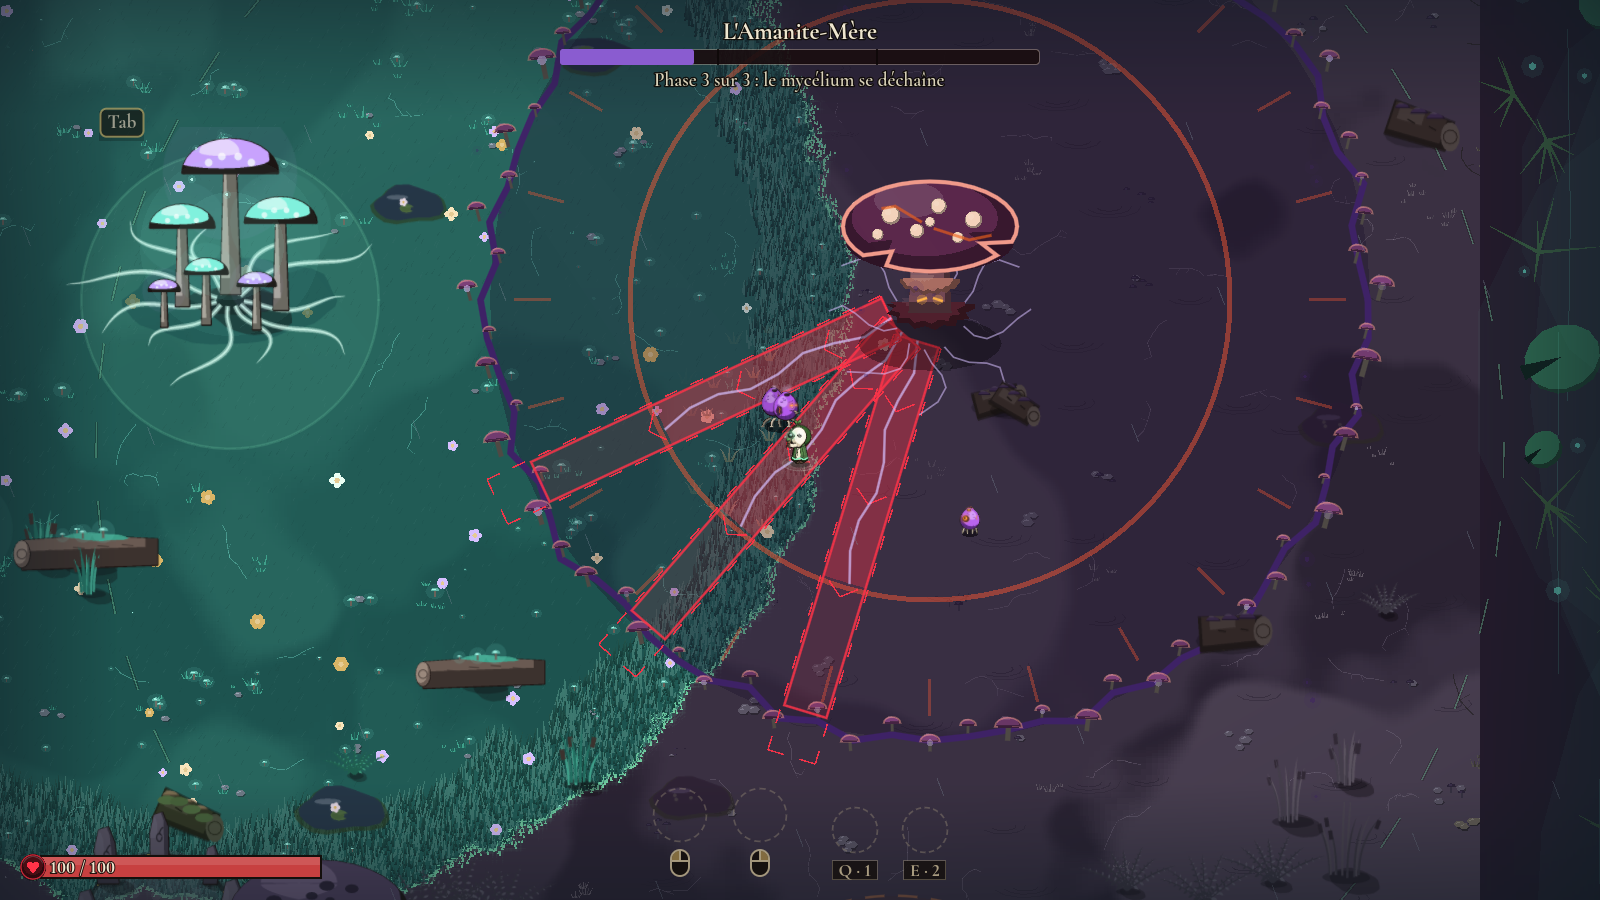 L'Amanite-Mère
Phase 3 sur 3 : le mycélium se déchaîne
Tab
100 / 100
Q · 1
E · 2